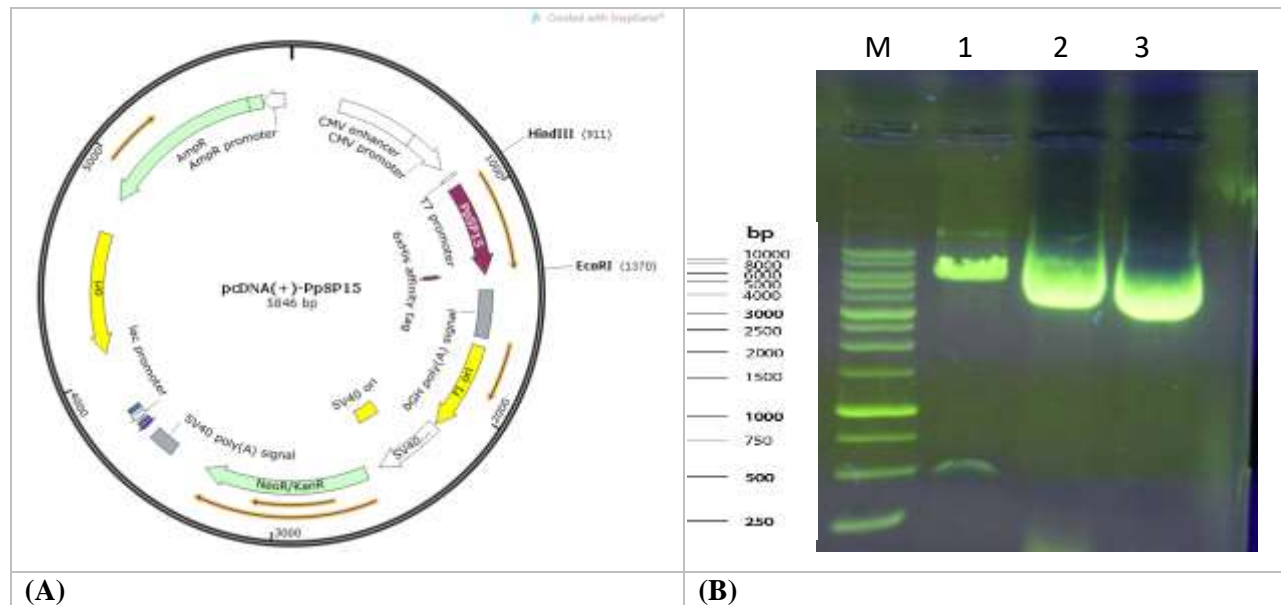 Created with SnapGene®
HindIII (911)
EcoRI (1370)
1000
2000
3000
4000
5000
AmpR
AmpR promoter
CMV enhancer
CMV promoter
T7 promoter
PpSP15
6xHis affinity tag
bGH poly(A) signal
f1 ori
SV40...
SV40 ori
NeoR/KanR
SV40 poly(A) signal
lac promoter
ori
pcDNA(+)-PpSP15
5846 bp
(A)
M 1 2 3
bp
10000
8000
6000
5000
4000
3000
2500
2000
1500
1000
750
500
250
(B)